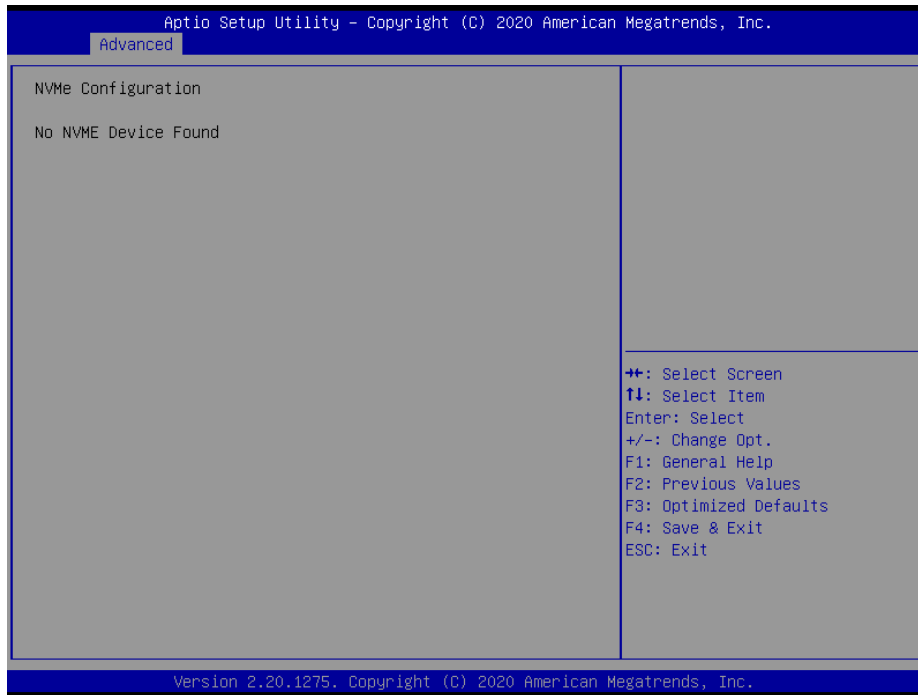 Aptio Setup Utility – Copyright (C) 2020 American Megatrends, Inc.
Advanced
NVMe Configuration
No NVME Device Found
→←: Select Screen
↑↓: Select Item
Enter: Select
+/-: Change Opt.
F1: General Help
F2: Previous Values
F3: Optimized Defaults
F4: Save & Exit
ESC: Exit
Version 2.20.1275. Copyright (C) 2020 American Megatrends, Inc.